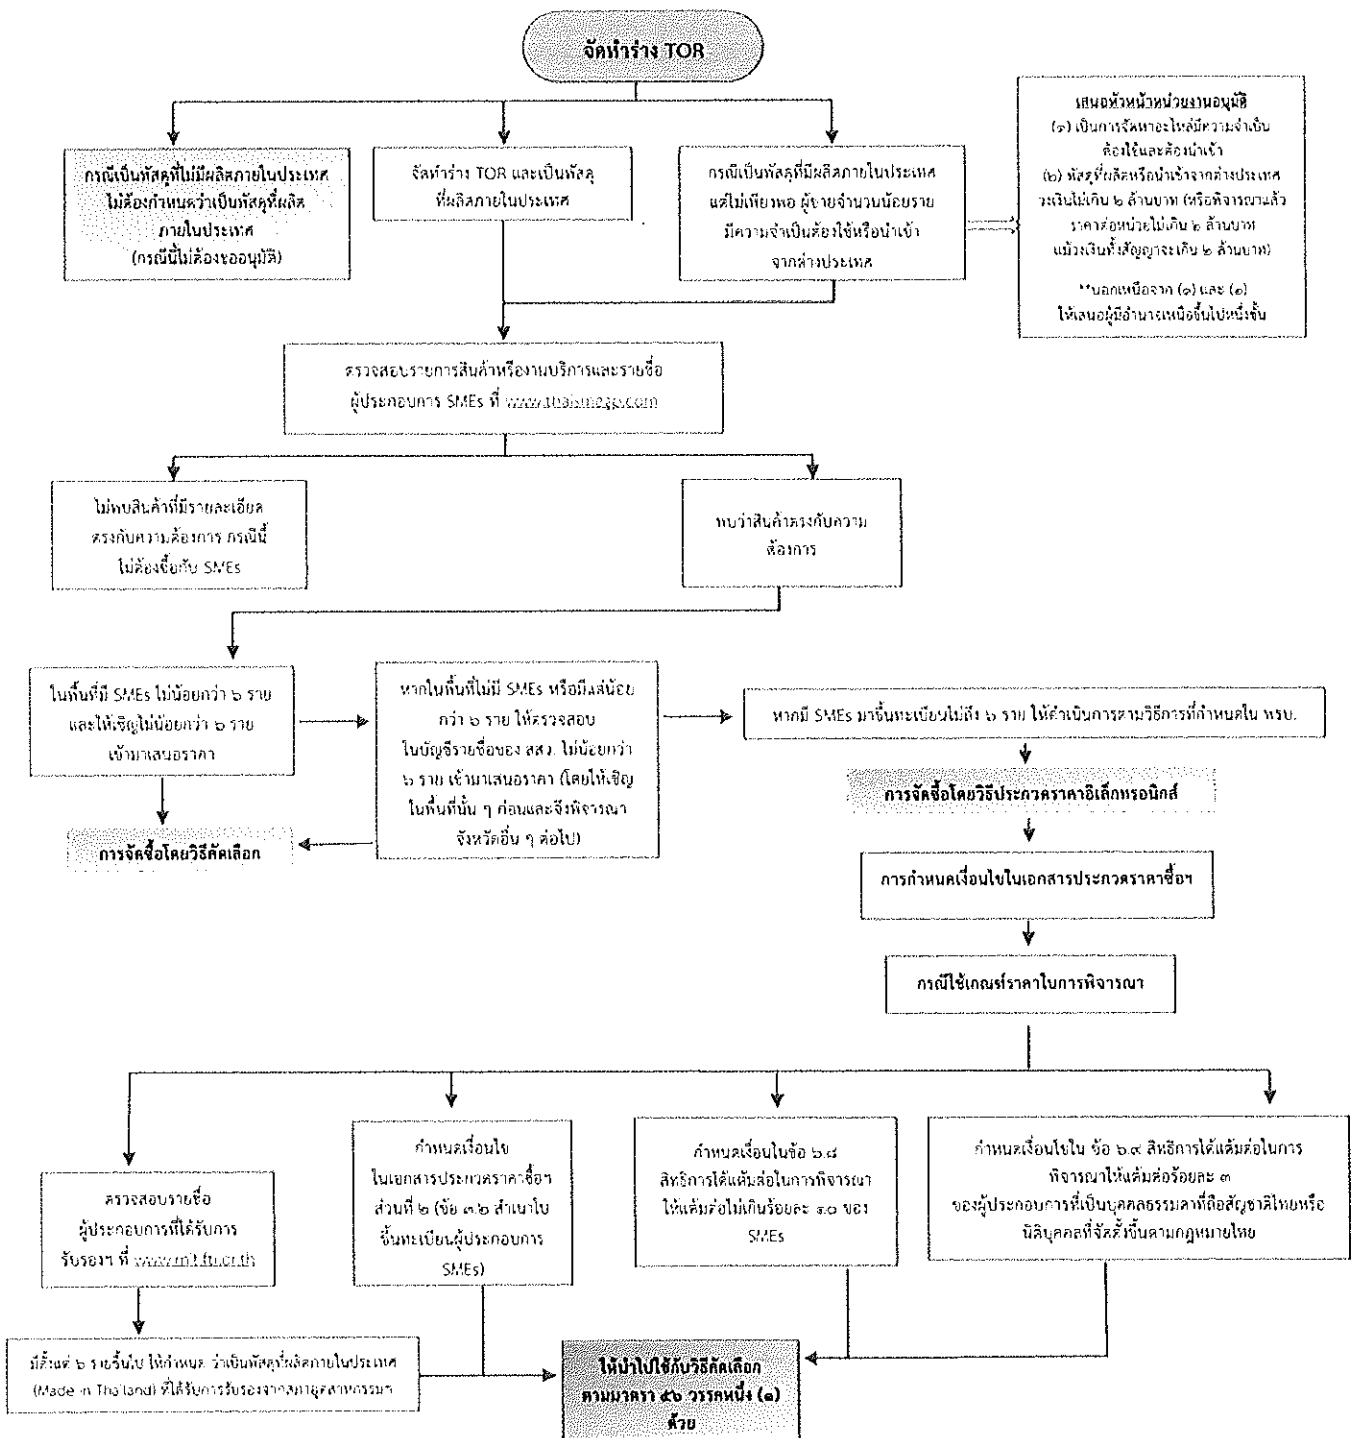 จัดทำร่าง TOR
กรณีเป็นพัสดุที่ไม่มีผลิตภายในประเทศ
ไม่ต้องกำหนดว่าเป็นพัสดุที่ผลิต
ภายในประเทศ
(กรณีนี้ไม่ต้องขออนุมัติ)
จัดทำร่าง TOR และเป็นพัสดุ
ที่ผลิตภายในประเทศ
กรณีเป็นพัสดุที่มีผลิตภายในประเทศ
แต่ไม่เพียงพอ ผู้ขายจำนวนน้อยราย
มีความจำเป็นต้องใช้หรือนำเข้า
จากต่างประเทศ
เสนอหัวหน้าหน่วยงานอนุมัติ
(๑) เป็นการจัดหาอะไหล่มีความจำเป็น
ต้องใช้และต้องนำเข้า
(๒) พัสดุที่ผลิตหรือนำเข้าจากต่างประเทศ
วงเงินไม่เกิน ๒ ล้านบาท (หรือพิจารณาแล้ว
ราคาต่อหน่วยไม่เกิน ๒ ล้านบาท
แม้วงเงินทั้งสัญญาจะเกิน ๒ ล้านบาท)
**นอกเหนือจาก (๑) และ
ให้เสนอผู้มีอำนาจเหนือขึ้นไปหนึ่งชั้น
ตรวจสอบรายการสินค้าหรืองานบริการและรายชื่อ
ผู้ประกอบการ SMEs ที่ www.thaismegp.com
ไม่พบสินค้าที่มีรายละเอียด
ตรงกับความต้องการ กรณีนี้
ไม่ต้องซื้อกับ SMEs
พบว่าสินค้าตรงกับความ
ต้องการ
ในพื้นที่มี SMEs ไม่น้อยกว่า ๖ ราย
และให้เชิญไม่น้อยกว่า ๖ ราย
เข้ามาเสนอราคา
หากในพื้นที่ไม่มี SMEs หรือมีแต่น้อย
กว่า ๖ ราย ให้ตรวจสอบ
ในบัญชีรายชื่อของ สสว. ไม่น้อยกว่า
๖ ราย เข้ามาเสนอราคา (โดยให้เชิญ
ในพื้นที่นั้น ๆ ก่อนและจึงพิจารณา
จังหวัดอื่น ๆ ต่อไป)
หากมี SMEs มาขึ้นทะเบียนไม่ถึง ๖ ราย ให้ดำเนินการตามวิธีการที่กำหนดใน พรบ.
การจัดซื้อโดยวิธีคัดเลือก
การจัดซื้อโดยวิธีประกวดราคาอิเล็กทรอนิกส์
การกำหนดเงื่อนไขในเอกสารประกวดราคาซื้อฯ
กรณีใช้เกณฑ์ราคาในการพิจารณา
ตรวจสอบรายชื่อ
ผู้ประกอบการที่ได้รับการ
รับรองฯ ที่ www.mit.fti.or.th
กำหนดเงื่อนไข
ในเอกสารประกวดราคาซื้อฯ
ส่วนที่ ๒ (ข้อ ๓.๒ สำเนาใบ
ขึ้นทะเบียนผู้ประกอบการ
SMEs)
กำหนดเงื่อนในข้อ ๖.๘
สิทธิการได้แต้มต่อในการพิจารณา
ให้แต้มต่อไม่เกินร้อยละ ๑๐ ของ
SMEs
กำหนดเงื่อนไขใน ข้อ ๖.๙ สิทธิการได้แต้มต่อในการ
พิจารณาให้แต้มต่อร้อยละ ๓
ของผู้ประกอบการที่เป็นบุคคลธรรมดาที่ถือสัญชาติไทยหรือ
นิติบุคคลที่จัดตั้งขึ้นตามกฎหมายไทย
มีตั้งแต่ ๖ รายขึ้นไป ให้กำหนด ว่าเป็นพัสดุที่ผลิตภายในประเทศ
(Made in Thailand) ที่ได้รับการรับรองจากสภาอุตสาหกรรมฯ
ให้นำไปใช้กับวิธีคัดเลือก
ตามมาตรา ๕๖ วรรคหนึ่ง (๑)
ด้วย